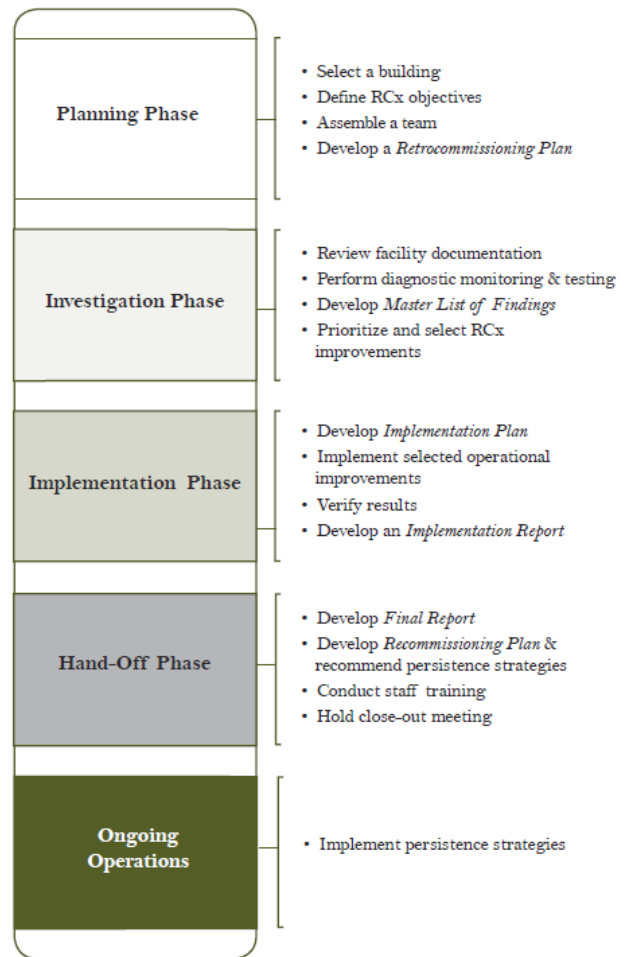 Planning Phase
• Select a building
• Define RCx objectives
• Assemble a team
• Develop a Retrocommissioning Plan
Investigation Phase
• Review facility documentation
• Perform diagnostic monitoring & testing
• Develop Master List of Findings
• Prioritize and select RCx
improvements
Implementation Phase
• Develop Implementation Plan
• Implement selected operational
improvements
• Verify results
• Develop an Implementation Report
Hand-Off Phase
• Develop Final Report
• Develop Recommissioning Plan &
recommend persistence strategies
• Conduct staff training
• Hold close-out meeting
Ongoing
Operations
• Implement persistence strategies